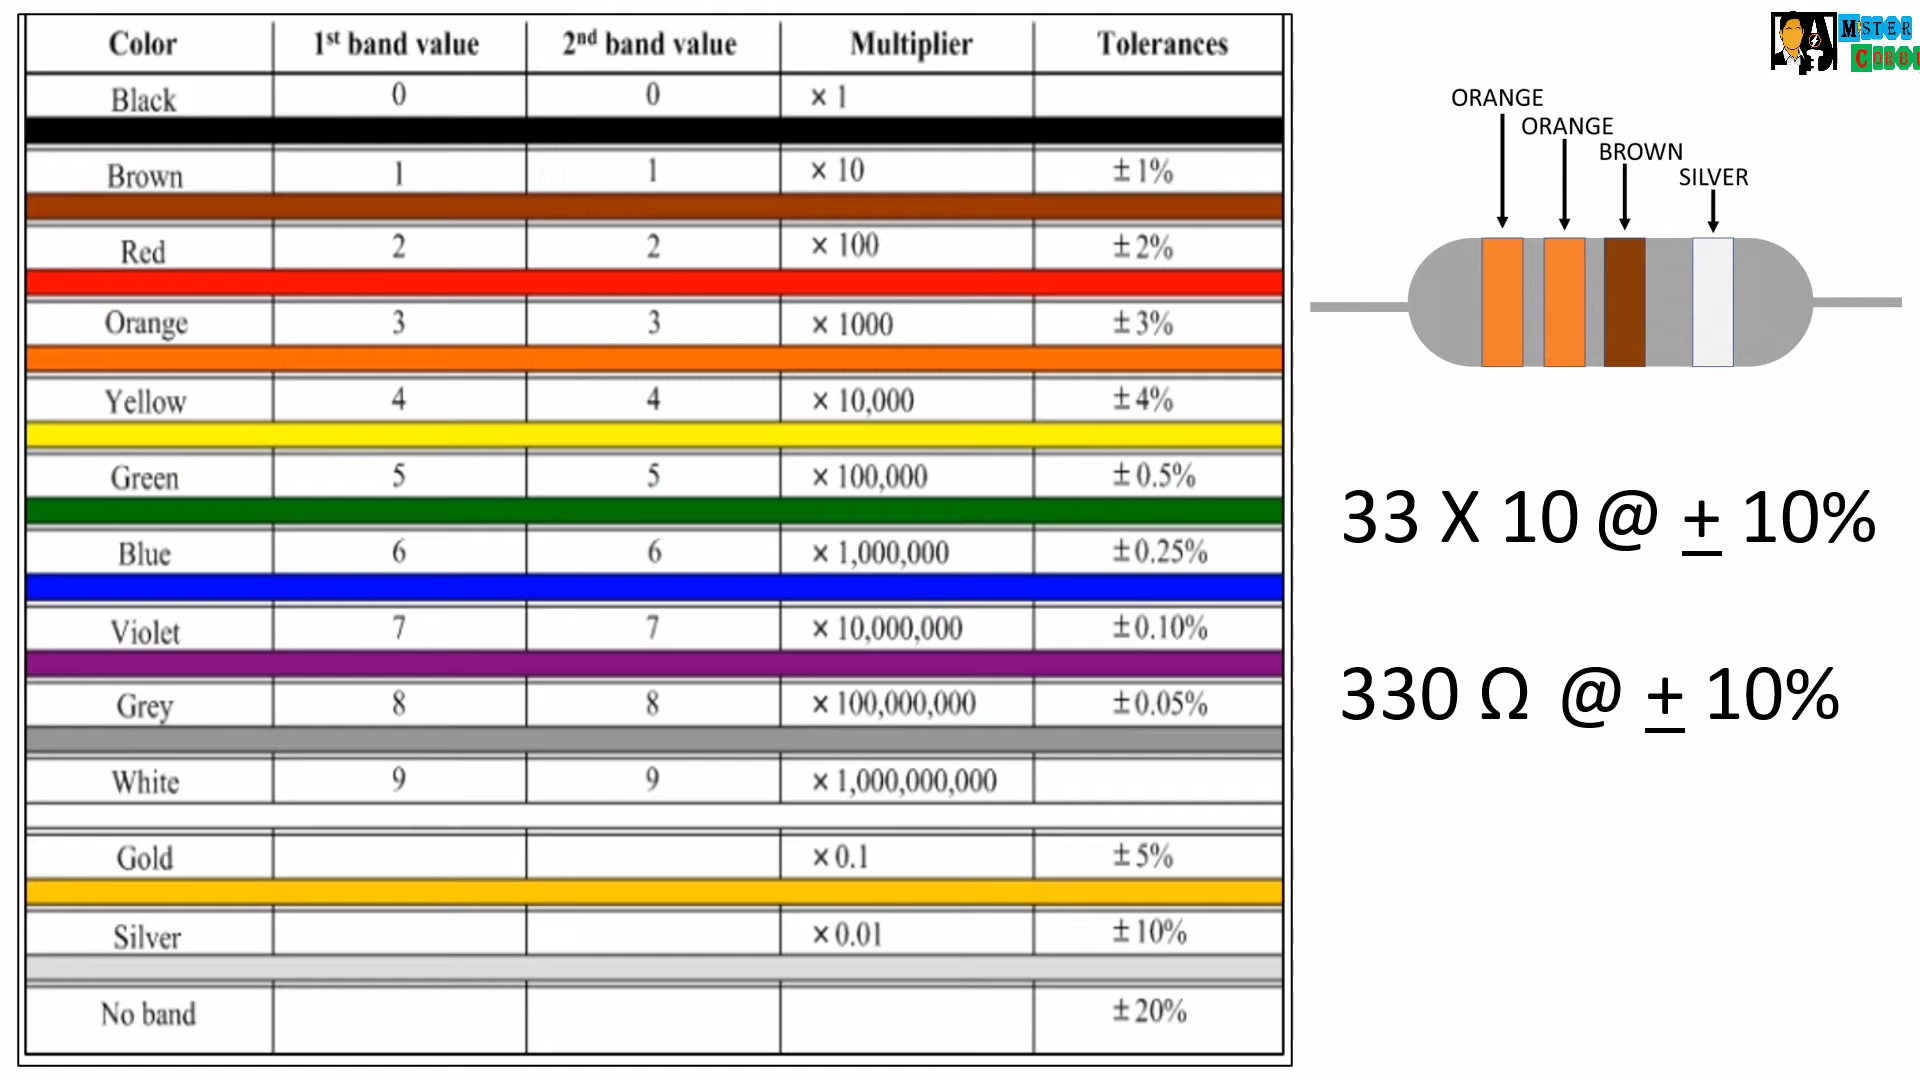 Color 1st band value 2nd band value Multiplier Tolerances
Black 0 0 × 1
Brown 1 1 × 10 ±1%
Red 2 2 × 100 ±2%
Orange 3 3 × 1000 ±3%
Yellow 4 4 × 10,000 ±4%
Green 5 5 × 100,000 ±0.5%
Blue 6 6 × 1,000,000 ±0.25%
Violet 7 7 × 10,000,000 ±0.10%
Grey 8 8 × 100,000,000 ±0.05%
White 9 9 × 1,000,000,000
Gold × 0.1 ±5%
Silver × 0.01 ±10%
No band ±20%
ORANGE
ORANGE
BROWN
SILVER
33 X 10 @ ± 10%
330 Ω @ ± 10%